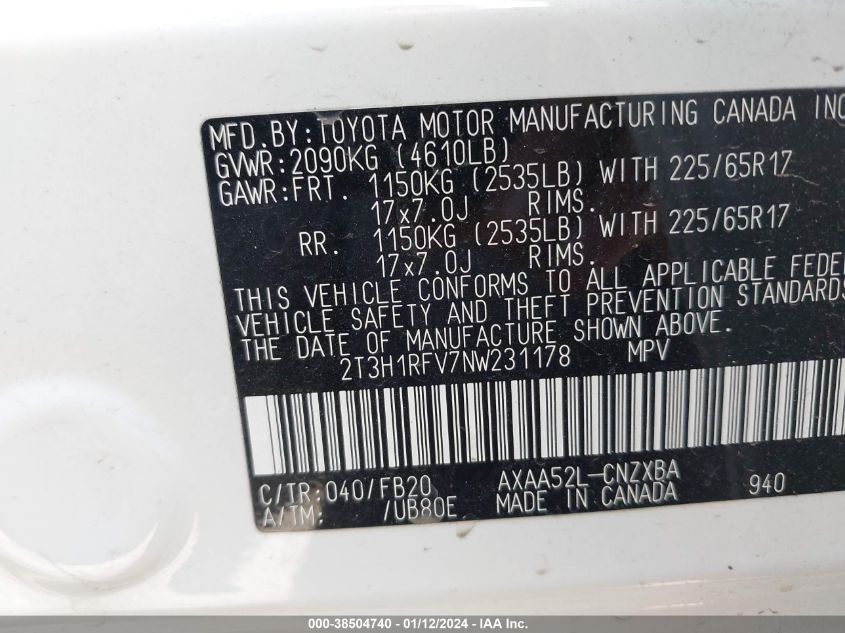 MFD.BY:TOYOTA MOTOR MANUFACTURING CANADA INC
GVWR:2090KG (4610LB)
GAWR:FRT. 1150KG (2535LB) WITH 225/65R17
17x7.0J RIMS.
RR. 1150KG (2535LB) WITH 225/65R17
17x7.0J RIMS.
THIS VEHICLE CONFORMS TO ALL APPLICABLE FEDE
VEHICLE SAFETY AND THEFT PREVENTION STANDARDS
THE DATE OF MANUFACTURE SHOWN ABOVE.
2T3H1RFV7NW231178 MPV
C/TR:040/FB20 AXAA52L-CNZXBA 940
A/TM: /UB80E MADE IN CANADA
000-38504740 - 01/12/2024 - IAA Inc.